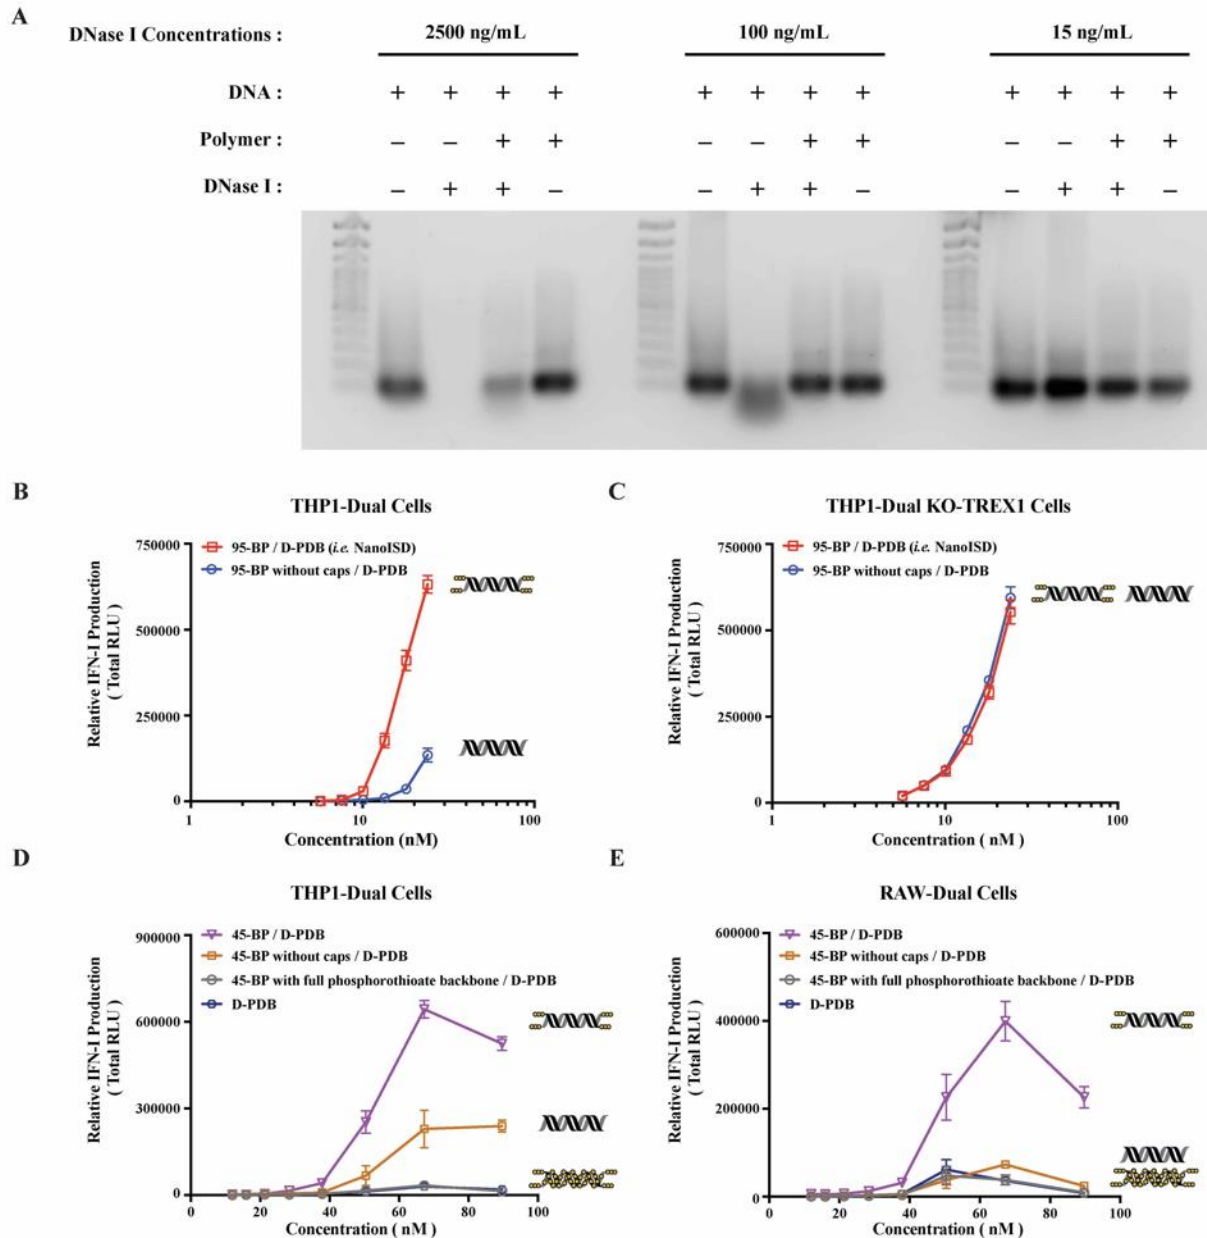 A
DNase I Concentrations : 2500 ng/mL 100 ng/mL 15 ng/mL
DNA : + + + + + + + + + + + +
Polymer : – – + + – – + + – – + +
DNase I : – + + – – + + – – + + –
B
THP1-Dual Cells
95-BP / D-PDB (i.e. NanoISD)
95-BP without caps / D-PDB
Relative IFN-I Production
( Total RLU )
750000
500000
250000
0
1 10 100
Concentration (nM)
C
THP1-Dual KO-TREX1 Cells
95-BP / D-PDB (i.e. NanoISD)
95-BP without caps / D-PDB
Relative IFN-I Production
( Total RLU )
750000
500000
250000
0
1 10 100
Concentration ( nM )
D
THP1-Dual Cells
45-BP / D-PDB
45-BP without caps / D-PDB
45-BP with full phosphorothioate backbone / D-PDB
D-PDB
Relative IFN-I Production
( Total RLU )
900000
600000
300000
0
0 20 40 60 80 100
Concentration ( nM )
E
RAW-Dual Cells
45-BP / D-PDB
45-BP without caps / D-PDB
45-BP with full phosphorothioate backbone / D-PDB
D-PDB
Relative IFN-I Production
( Total RLU )
600000
400000
200000
0
0 20 40 60 80 100
Concentration ( nM )